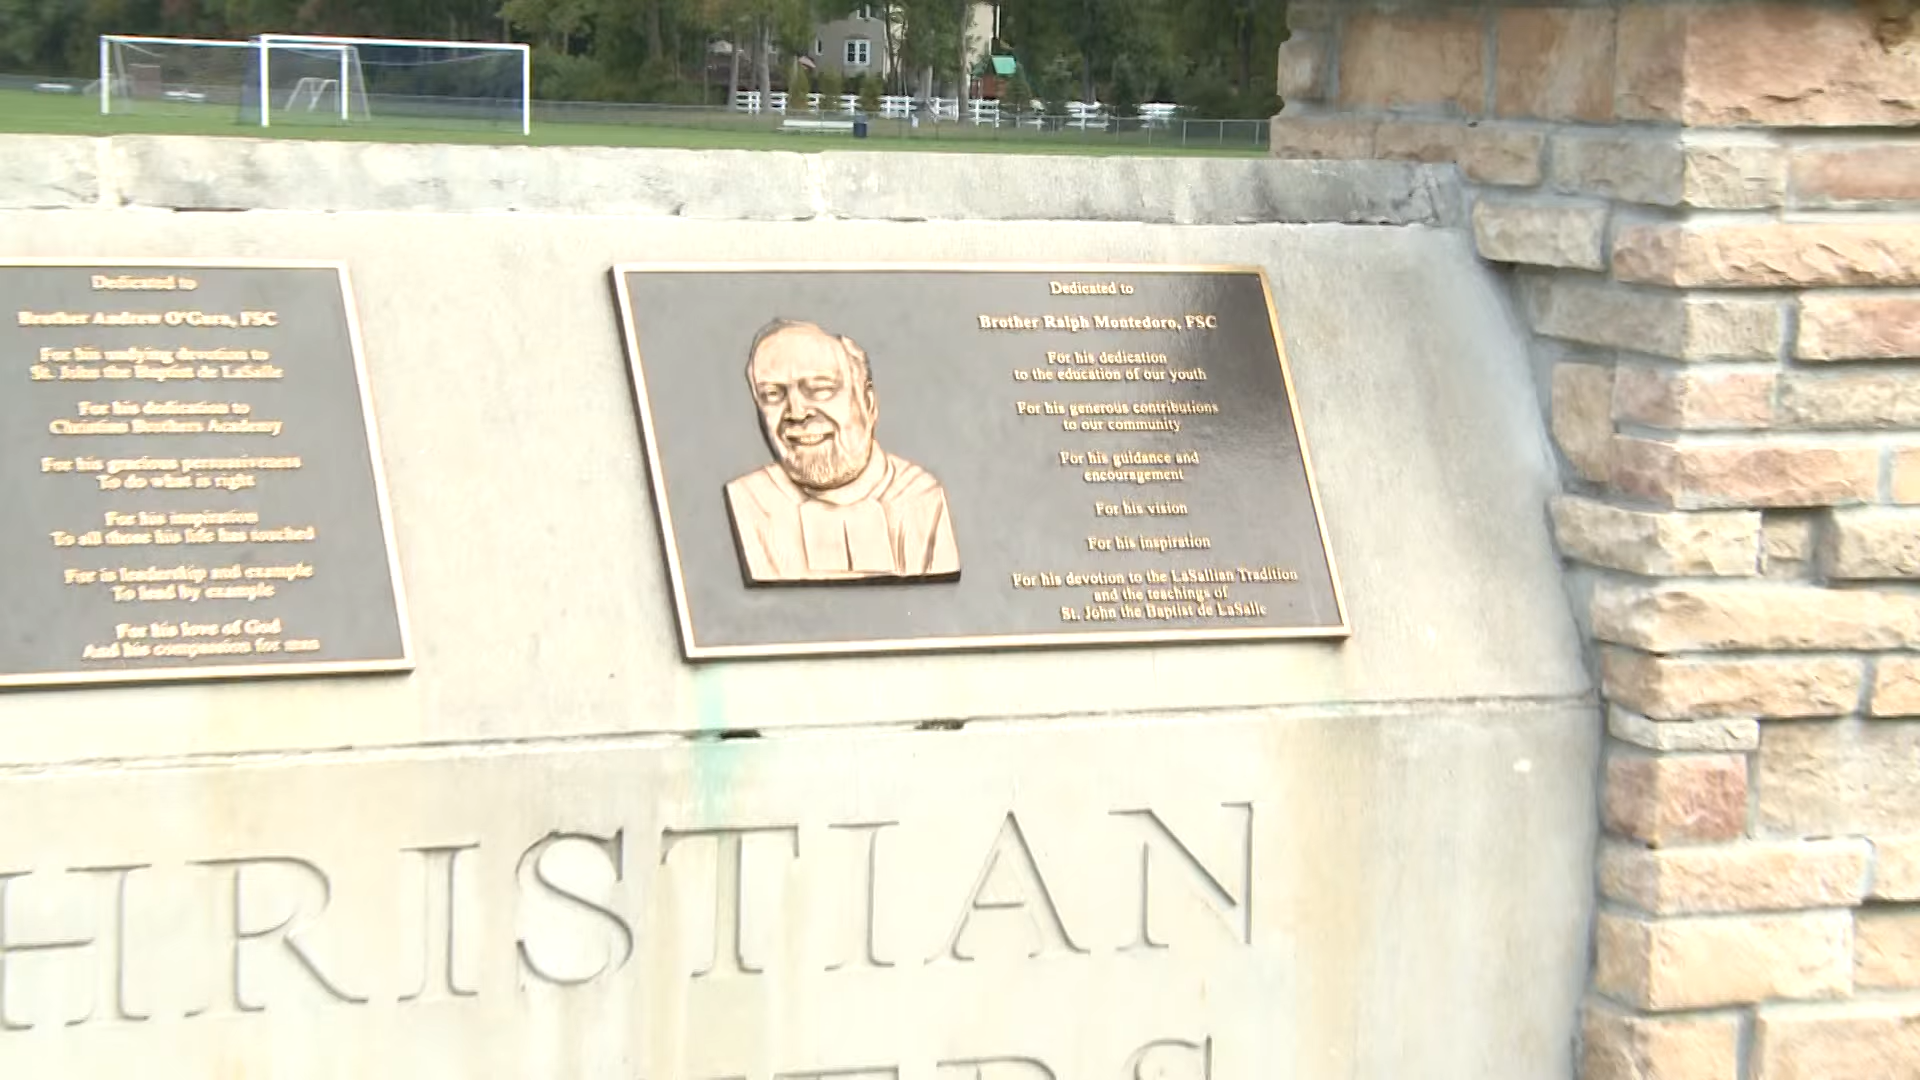 Dedicated to
Brother Andrew O'Gara, FSC
For his undying devotion to
St. John the Baptist de LaSalle
For his dedication to
Christian Brothers Academy
For his gracious persuasiveness
To do what is right
For his inspiration
To all those his life has touched
For is leadership and example
To lead by example
For his love of God
And his compassion for man
Dedicated to
Brother Ralph Montedoro, FSC
For his dedication
to the education of our youth
For his generous contributions
to our community
For his guidance and
encouragement
For his vision
For his inspiration
For his devotion to the LaSallian Tradition
and the teachings of
St. John the Baptist de LaSalle
HRISTIAN
ERS